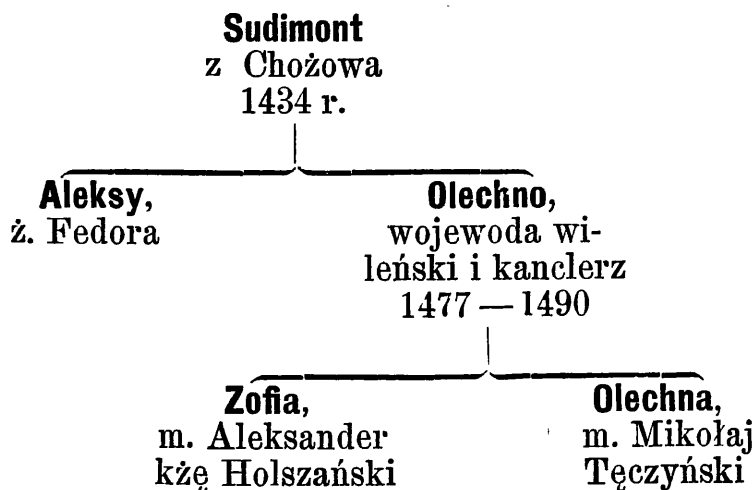 Sudimont
z Chożowa
1434 r.
Aleksy,
ż. Fedora
Olechno,
wojewoda wi-
leński i kanclerz
1477 — 1490
Zofia,
m. Aleksander
kżę Holszański
Olechna,
m. Mikołaj
Tęczyński